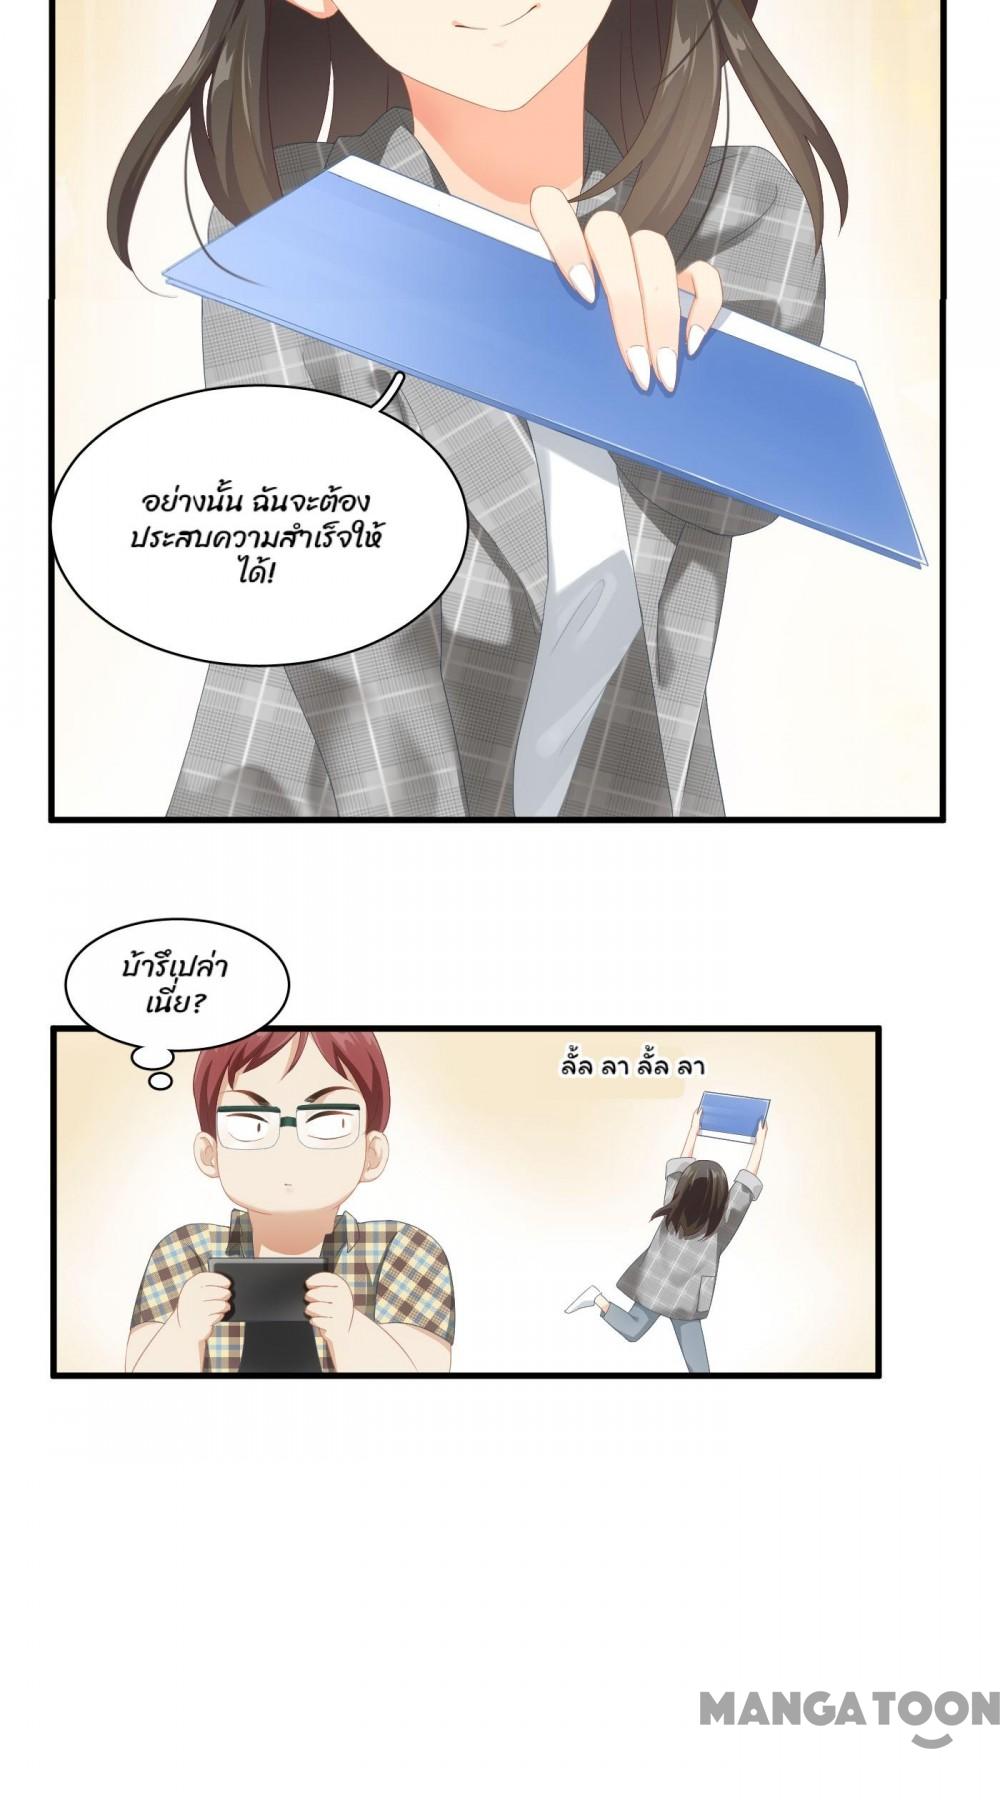 อย่างนั้น ฉันจะต้อง
ประสบความสำเร็จให้
ได้!
บ้ารึเปล่า
เนี่ย?
ลั้ล ลา ลั้ล ลา
MANGATOON